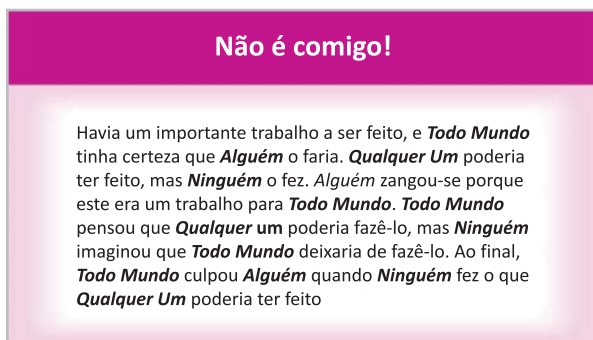 Não é comigo!
Havia um importante trabalho a ser feito, e Todo Mundo
tinha certeza que Alguém o faria. Qualquer Um poderia
ter feito, mas Ninguém o fez. Alguém zangou-se porque
este era um trabalho para Todo Mundo. Todo Mundo
pensou que Qualquer um poderia fazê-lo, mas Ninguém
imaginou que Todo Mundo deixaria de fazê-lo. Ao final,
Todo Mundo culpou Alguém quando Ninguém fez o que
Qualquer Um poderia ter feito